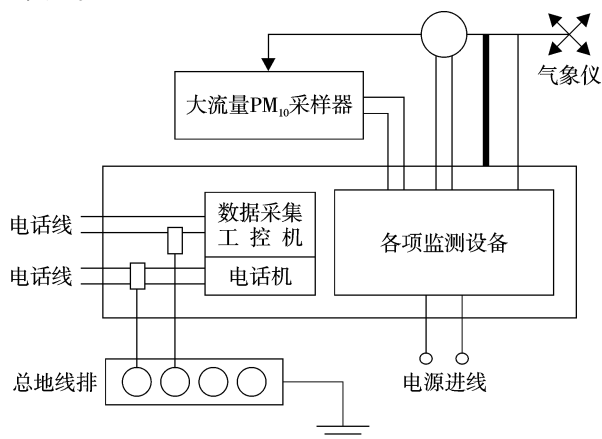 气象仪
大流量PM₁₀采样器
电话线
数据采集
工 控 机
各项监测设备
电话线
电话机
总地线排
电源进线